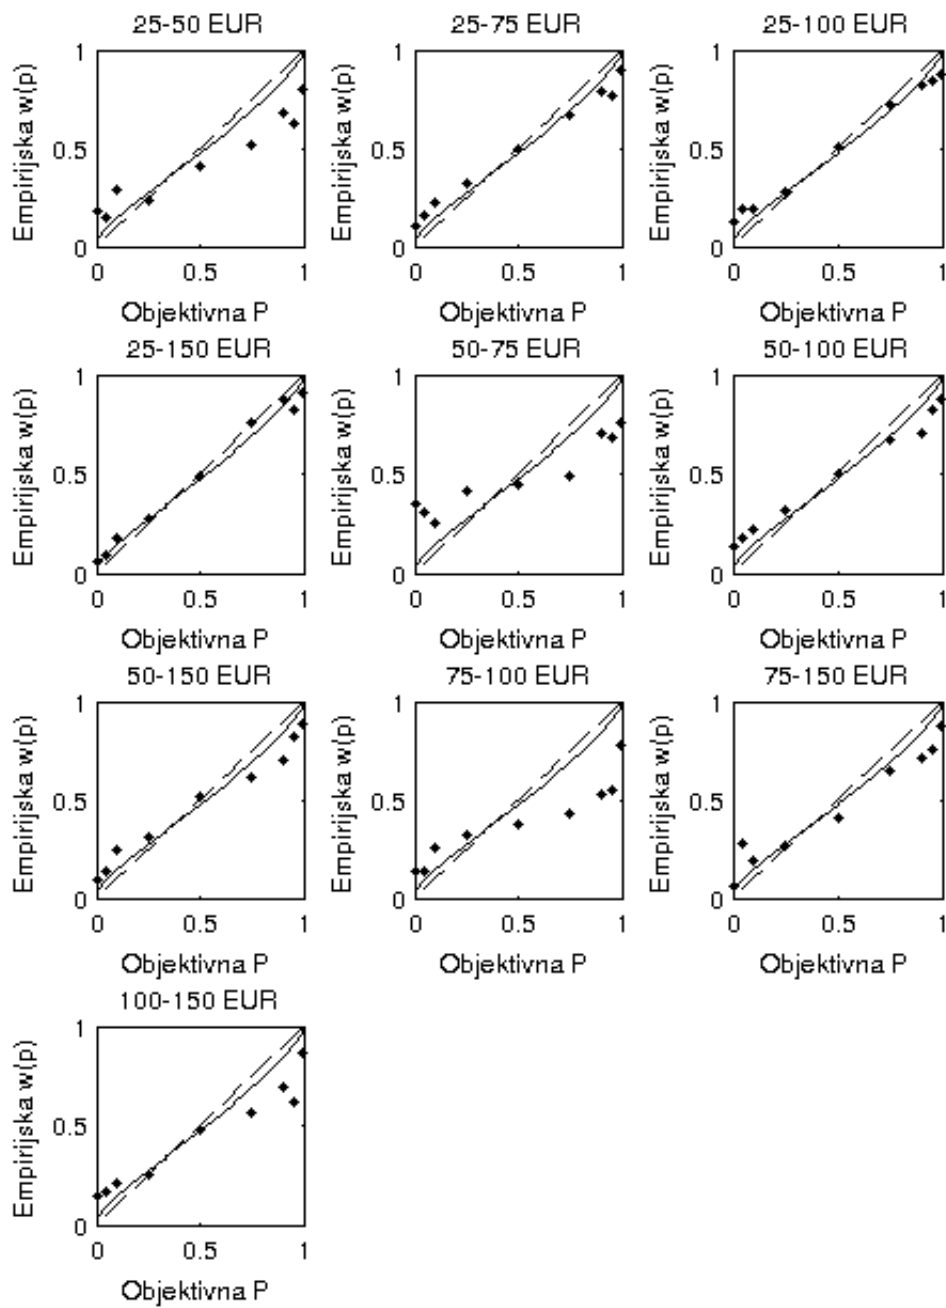 25-50 EUR
Empirijska w(p)
1
0.5
0
0 0.5 1
Objektivna P
25-75 EUR
Empirijska w(p)
1
0.5
0
0 0.5 1
Objektivna P
25-100 EUR
Empirijska w(p)
1
0.5
0
0 0.5 1
Objektivna P
25-150 EUR
Empirijska w(p)
1
0.5
0
0 0.5 1
Objektivna P
50-75 EUR
Empirijska w(p)
1
0.5
0
0 0.5 1
Objektivna P
50-100 EUR
Empirijska w(p)
1
0.5
0
0 0.5 1
Objektivna P
50-150 EUR
Empirijska w(p)
1
0.5
0
0 0.5 1
Objektivna P
75-100 EUR
Empirijska w(p)
1
0.5
0
0 0.5 1
Objektivna P
75-150 EUR
Empirijska w(p)
1
0.5
0
0 0.5 1
Objektivna P
100-150 EUR
Empirijska w(p)
1
0.5
0
0 0.5 1
Objektivna P